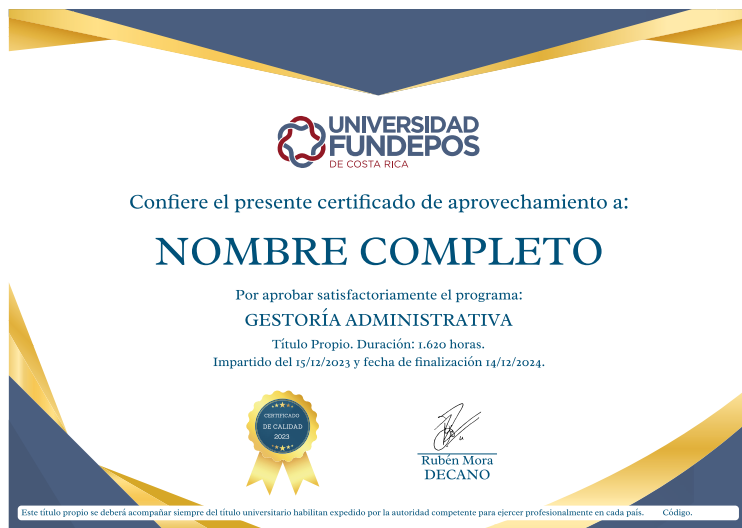 UNIVERSIDAD
FUNDEPOS
DE COSTA RICA
Confiere el presente certificado de aprovechamiento a:
NOMBRE COMPLETO
Por aprobar satisfactoriamente el programa:
GESTORÍA ADMINISTRATIVA
Título Propio. Duración: 1.620 horas.
Impartido del 15/12/2023 y fecha de finalización 14/12/2024.
CERTIFICADO
DE CALIDAD
2023
Rubén Mora
DECANO
Este título propio se deberá acompañar siempre del título universitario habilitan expedido por la autoridad competente para ejercer profesionalmente en cada país. Código.